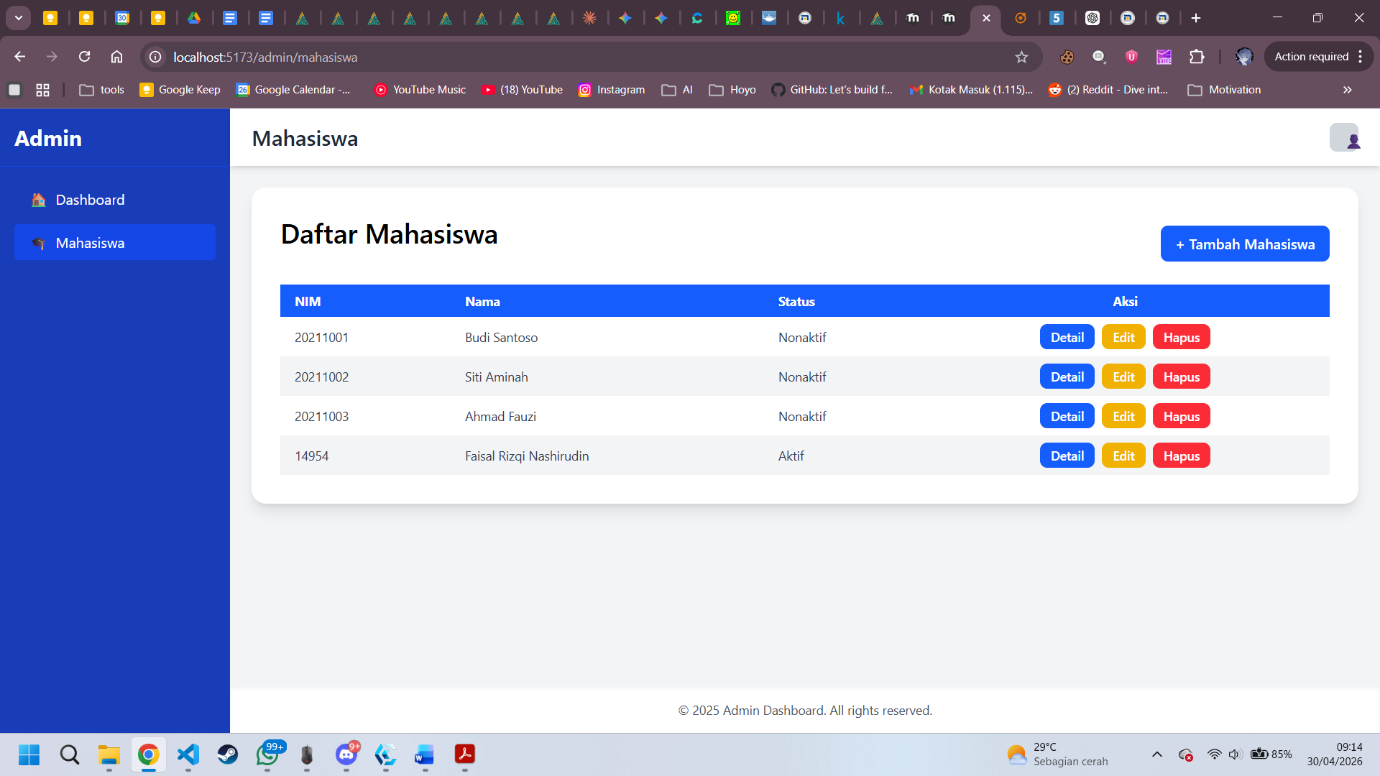 localhost:5173/admin/mahasiswa
Action required
tools
Google Keep
Google Calendar -...
YouTube Music
(18) YouTube
Instagram
AI
Hoyo
GitHub: Let's build f...
Kotak Masuk (1.115)...
(2) Reddit - Dive int...
Motivation
Admin
Mahasiswa
Dashboard
Mahasiswa
Daftar Mahasiswa
+ Tambah Mahasiswa
NIM Nama Status Aksi
20211001 Budi Santoso Nonaktif Detail Edit Hapus
20211002 Siti Aminah Nonaktif Detail Edit Hapus
20211003 Ahmad Fauzi Nonaktif Detail Edit Hapus
14954 Faisal Rizqi Nashirudin Aktif Detail Edit Hapus
© 2025 Admin Dashboard. All rights reserved.
99+
9+
29°C
Sebagian cerah
85%
09:14
30/04/2026